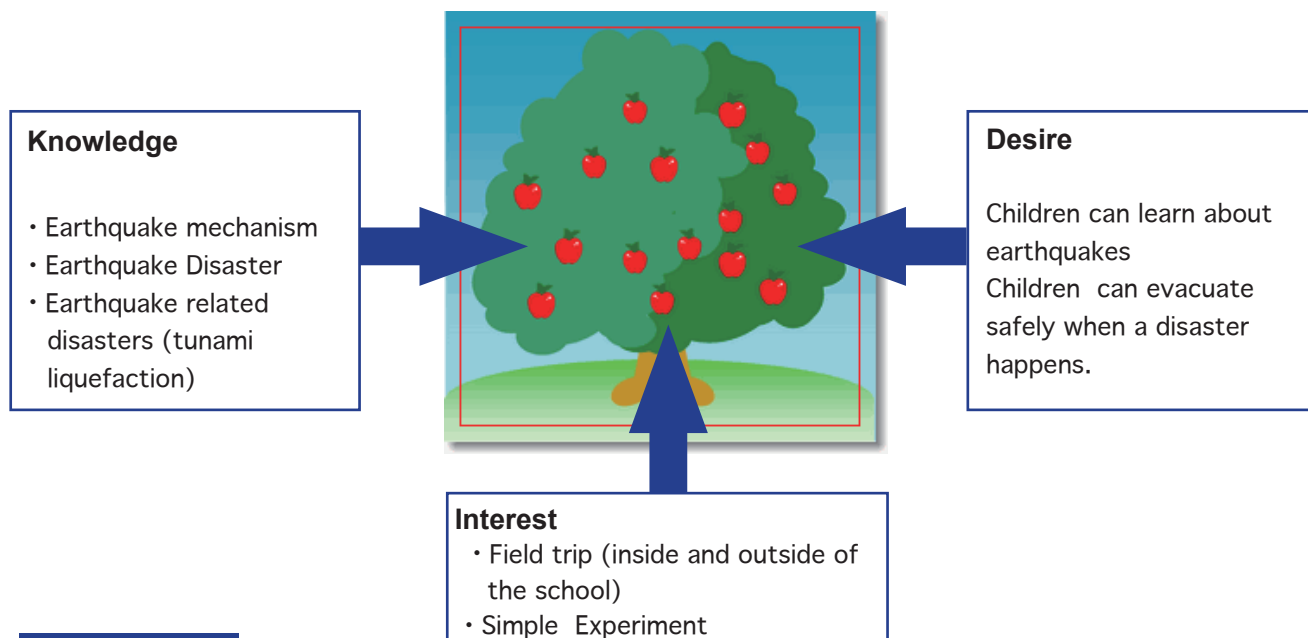 Knowledge
・Earthquake mechanism
・Earthquake Disaster
・Earthquake related
disasters (tunami
liquefaction)
Desire
Children can learn about
earthquakes
Children can evacuate
safely when a disaster
happens.
Interest
・Field trip (inside and outside of
the school)
・Simple Experiment